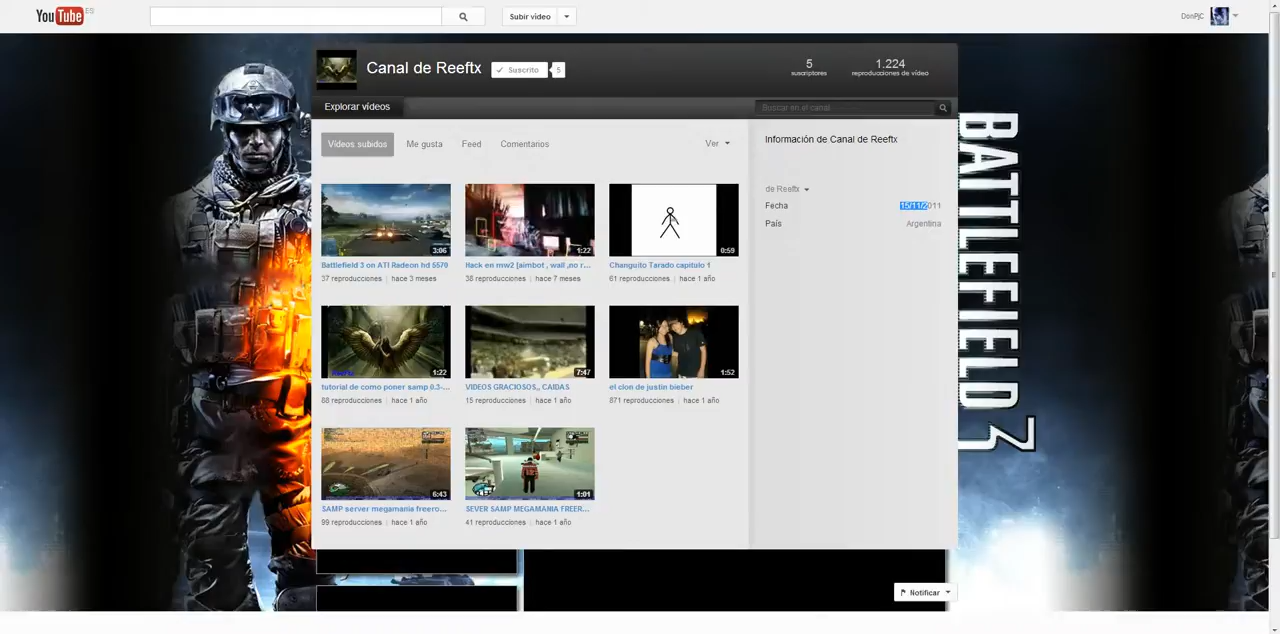 YouTube ES
Subir vídeo
DonPjC
Canal de Reeftx
Suscrito
5
5
suscriptores
1.224
reproducciones de vídeo
Explorar vídeos
Buscar en el canal
Vídeos subidos
Me gusta
Feed
Comentarios
Ver
Información de Canal de Reeftx
de Reeftx
Fecha
15/11/2011
País
Argentina
3:06
Battlefield 3 on ATI Radeon hd 5570
37 reproducciones | hace 3 meses
1:22
Hack en mw2 [aimbot , wall ,no r...
38 reproducciones | hace 7 meses
0:59
Changuito Tarado capitulo 1
61 reproducciones | hace 1 año
1:22
tutorial de como poner samp 0.3-...
88 reproducciones | hace 1 año
7:47
VIDEOS GRACIOSOS,, CAIDAS
15 reproducciones | hace 1 año
1:52
el clon de justin bieber
871 reproducciones | hace 1 año
6:43
SAMP server megamania freero...
99 reproducciones | hace 1 año
1:01
SEVER SAMP MEGAMANIA FREER...
41 reproducciones | hace 1 año
BATTLEFIELD 3
Notificar